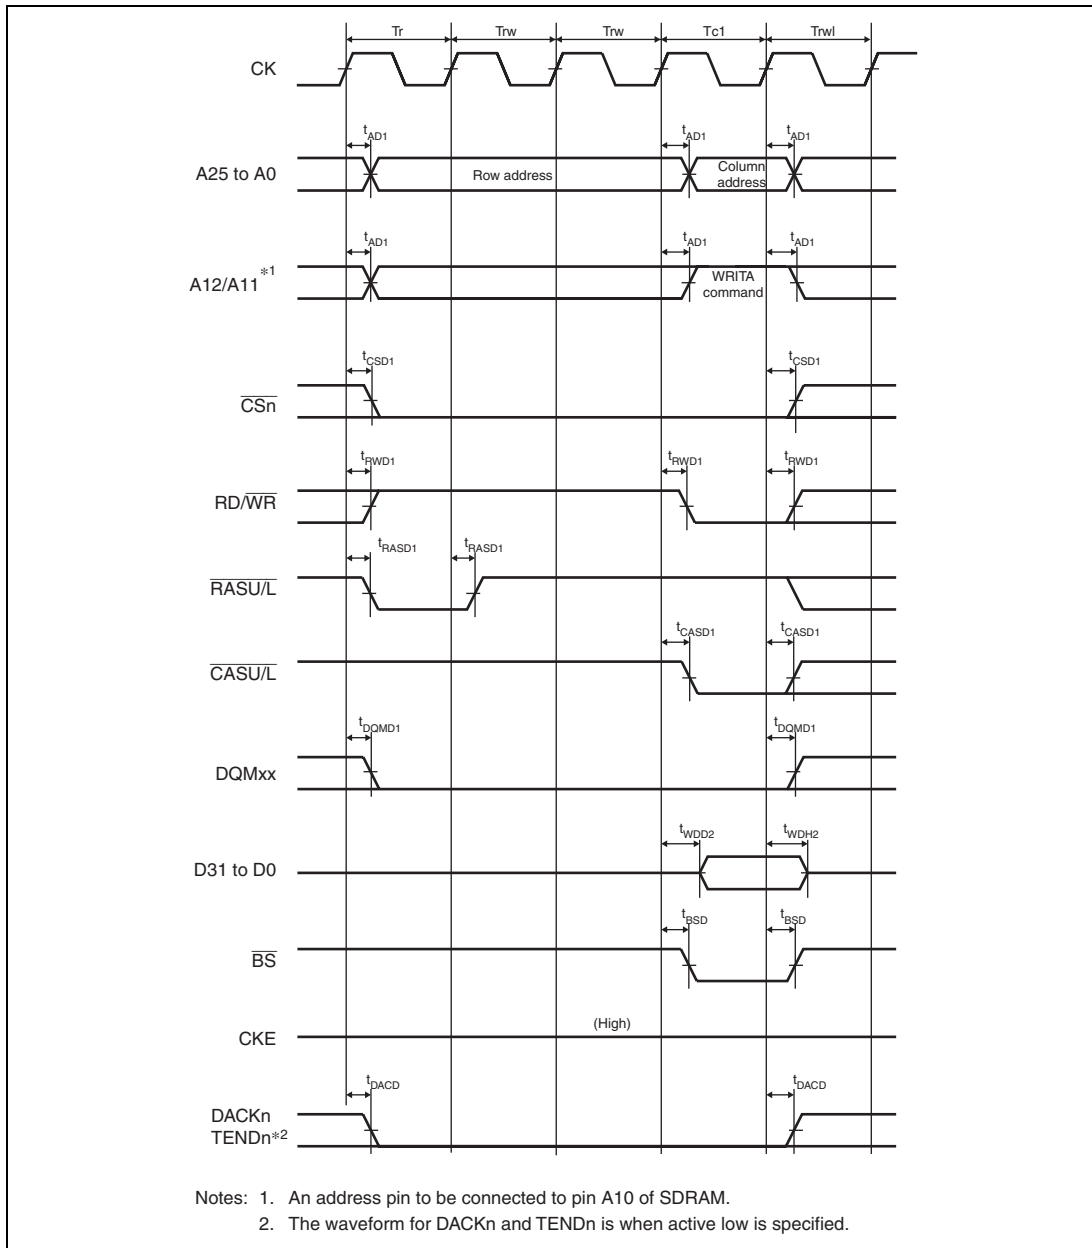 Tr Trw Trw Tc1 Trwl
CK
tAD1 tAD1 tAD1
A25 to A0 Row address Column address
tAD1 tAD1 tAD1
A12/A11*1 WRITA command
tCSD1 tCSD1
CSn
tRWD1 tRWD1 tRWD1
RD/WR
tRASD1 tRASD1
RASU/L
tCASD1 tCASD1
CASU/L
tDQMD1 tDQMD1
DQMxx
tWDD2 tWDH2
D31 to D0
tBSD tBSD
BS
(High)
CKE
tDACD tDACD
DACKn
TENDn*2
Notes: 1. An address pin to be connected to pin A10 of SDRAM.
2. The waveform for DACKn and TENDn is when active low is specified.